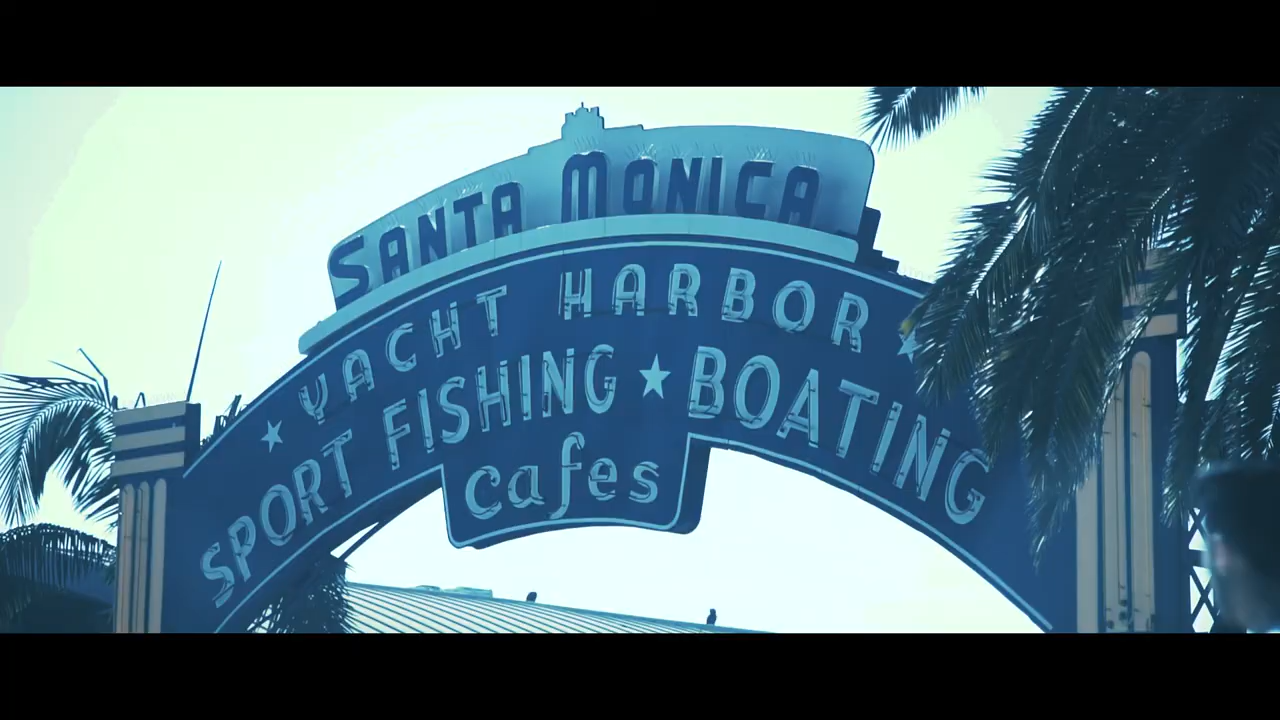 SANTA MONICA
YACHT HARBOR
SPORT FISHING ★ BOATING
cafes